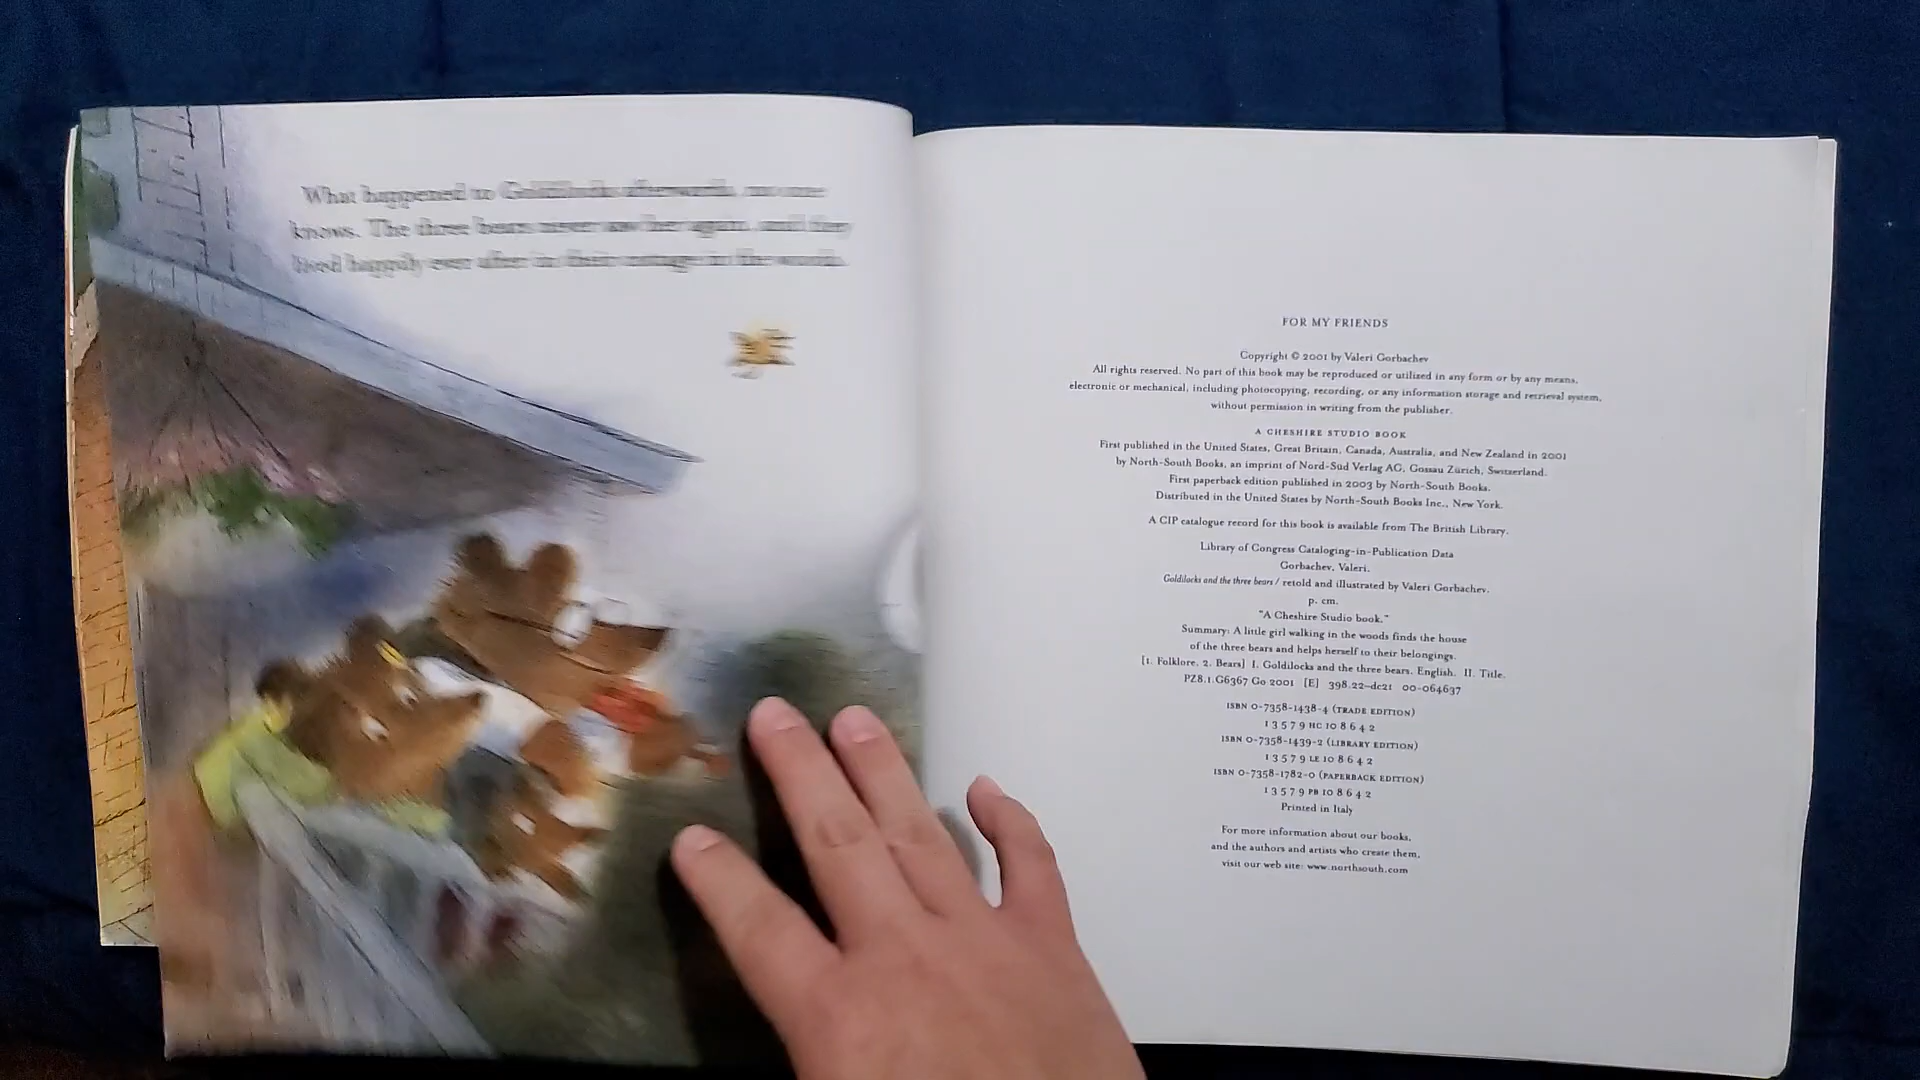 What happened to Goldilocks afterwards, no one
knows. The three bears never saw her again, and they
lived happily ever after in their cottage in the woods.
FOR MY FRIENDS
Copyright © 2001 by Valeri Gorbachev
All rights reserved. No part of this book may be reproduced or utilized in any form or by any means,
electronic or mechanical, including photocopying, recording, or any information storage and retrieval system,
without permission in writing from the publisher.
A CHESHIRE STUDIO BOOK
First published in the United States, Great Britain, Canada, Australia, and New Zealand in 2001
by North-South Books, an imprint of Nord-Süd Verlag AG, Gossau Zürich, Switzerland.
First paperback edition published in 2003 by North-South Books.
Distributed in the United States by North-South Books Inc., New York.
A CIP catalogue record for this book is available from The British Library.
Library of Congress Cataloging-in-Publication Data
Gorbachev, Valeri.
Goldilocks and the three bears / retold and illustrated by Valeri Gorbachev.
p. cm.
"A Cheshire Studio book."
Summary: A little girl walking in the woods finds the house
of the three bears and helps herself to their belongings.
[1. Folklore. 2. Bears] I. Goldilocks and the three bears. English. II. Title.
PZ8.1.G6367 Go 2001 [E] 398.22—dc21 00-064637
ISBN 0-7358-1438-4 (TRADE EDITION)
1 3 5 7 9 HC 10 8 6 4 2
ISBN 0-7358-1439-2 (LIBRARY EDITION)
1 3 5 7 9 LE 10 8 6 4 2
ISBN 0-7358-1782-0 (PAPERBACK EDITION)
1 3 5 7 9 PB 10 8 6 4 2
Printed in Italy
For more information about our books,
and the authors and artists who create them,
visit our web site: www.northsouth.com